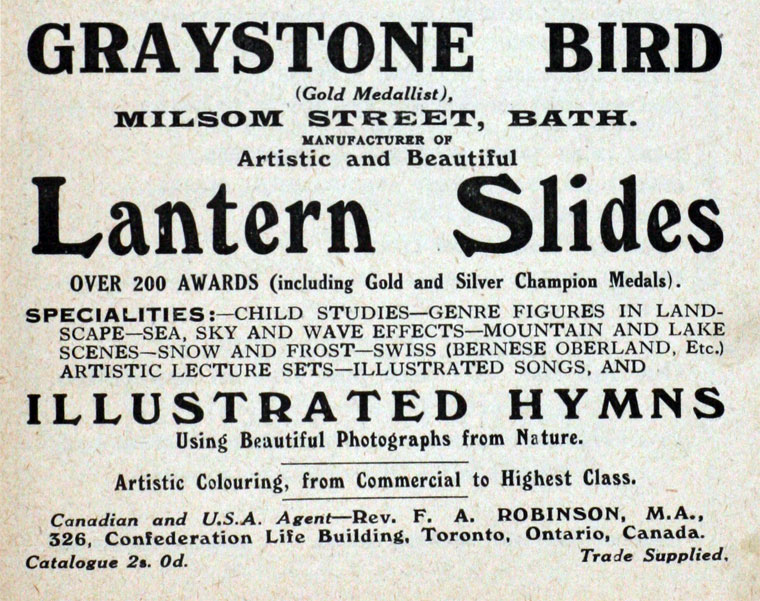 GRAYSTONE BIRD
(Gold Medallist),
MILSOM STREET, BATH.
MANUFACTURER OF
Artistic and Beautiful
Lantern Slides
OVER 200 AWARDS (including Gold and Silver Champion Medals).
SPECIALITIES:—CHILD STUDIES—GENRE FIGURES IN LAND-
SCAPE—SEA, SKY AND WAVE EFFECTS—MOUNTAIN AND LAKE
SCENES—SNOW AND FROST—SWISS (BERNESE OBERLAND, Etc.)
ARTISTIC LECTURE SETS—ILLUSTRATED SONGS, AND
ILLUSTRATED HYMNS
Using Beautiful Photographs from Nature.
Artistic Colouring, from Commercial to Highest Class.
Canadian and U.S.A. Agent—Rev. F. A. ROBINSON, M.A.,
326, Confederation Life Building, Toronto, Ontario, Canada.
Catalogue 2s. 0d. Trade Supplied.